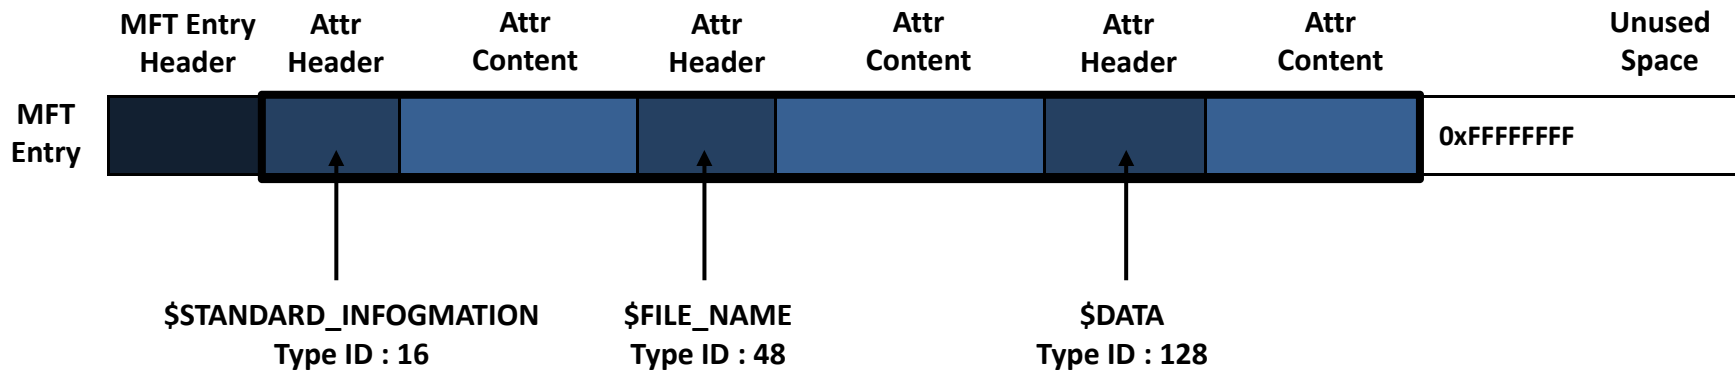 MFT Entry
Header
Attr
Header
Attr
Content
Attr
Header
Attr
Content
Attr
Header
Attr
Content
Unused
Space
MFT
Entry
0xFFFFFFFF
$STANDARD_INFOGMATION
Type ID : 16
$FILE_NAME
Type ID : 48
$DATA
Type ID : 128